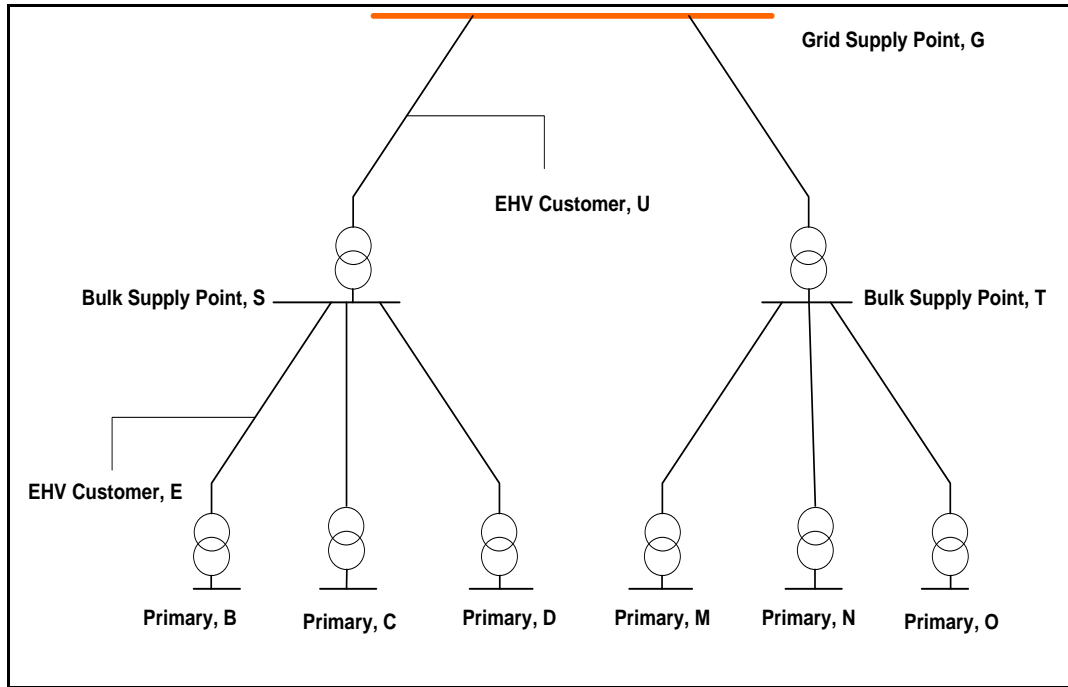 Grid Supply Point, G
EHV Customer, U
Bulk Supply Point, S
Bulk Supply Point, T
EHV Customer, E
Primary, B
Primary, C
Primary, D
Primary, M
Primary, N
Primary, O